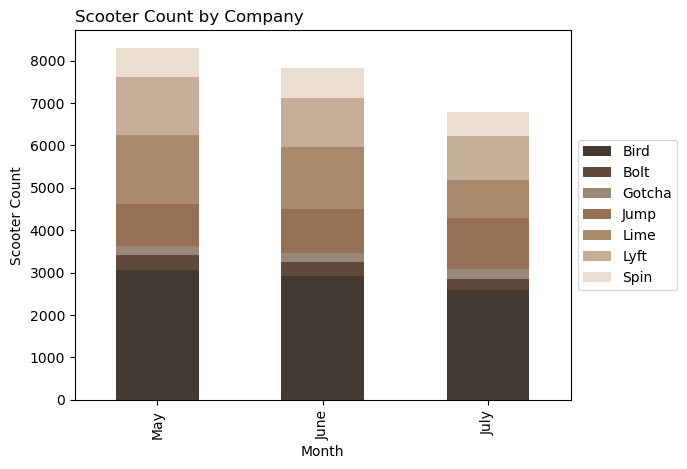 Scooter Count by Company
Scooter Count
8000
7000
6000
5000
4000
3000
2000
1000
0
May
June
July
Month
Bird
Bolt
Gotcha
Jump
Lime
Lyft
Spin